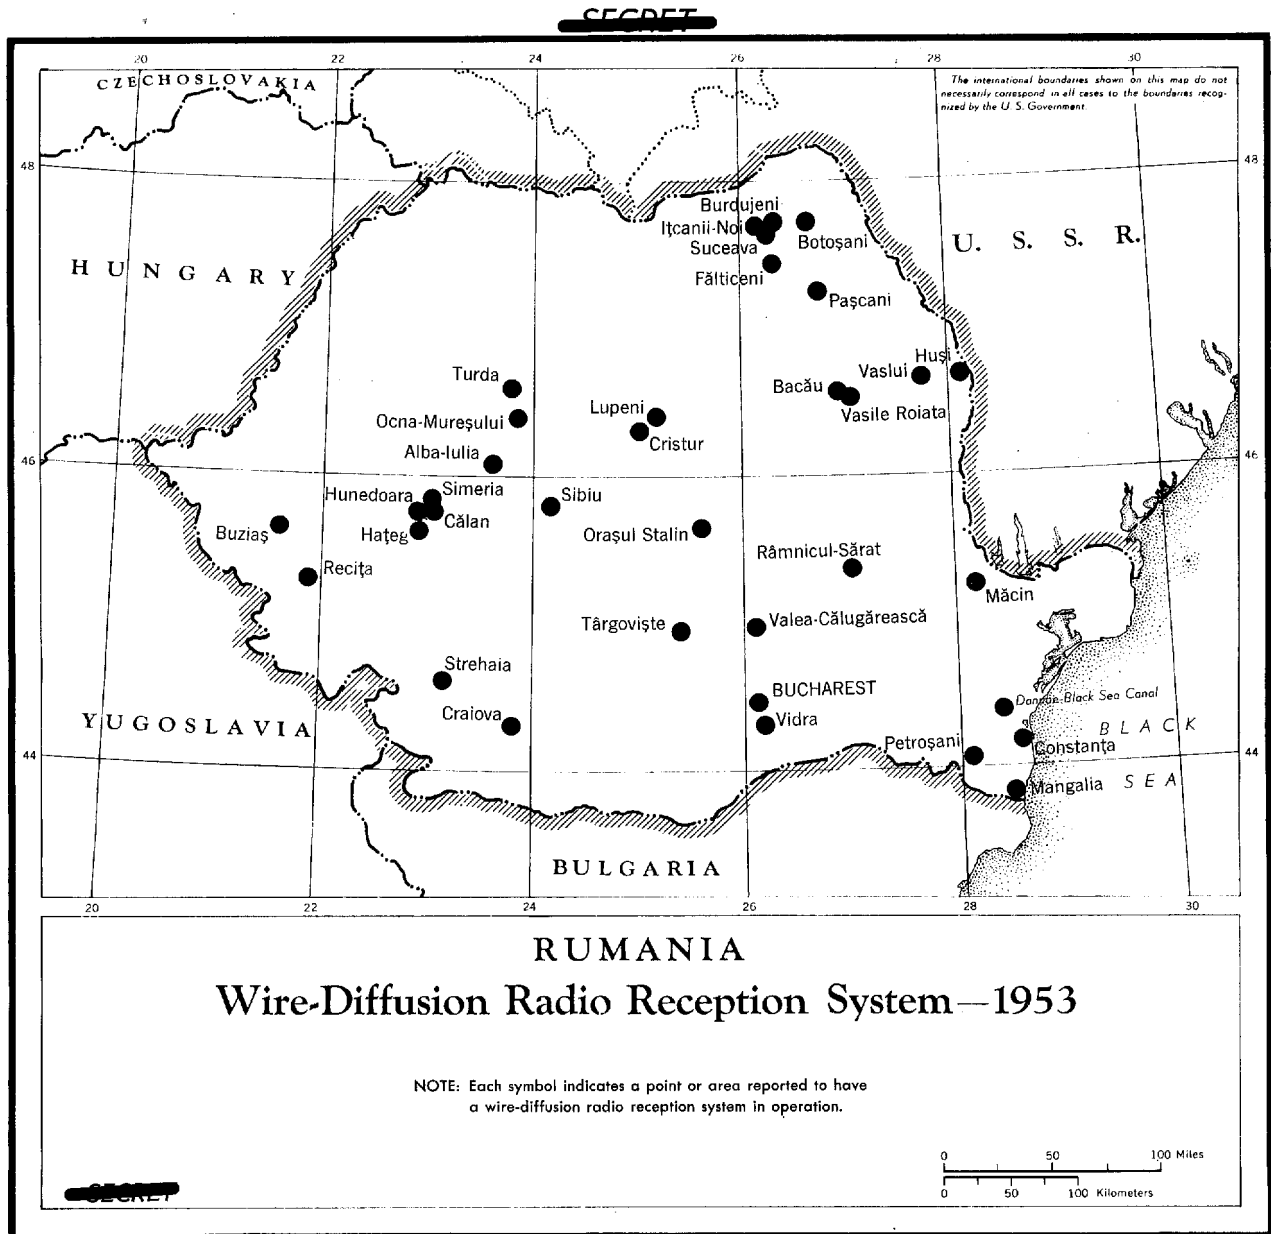 SECRET
20 22 24 26 28 30
CZECHOSLOVAKIA
The international boundaries shown on this map do not
necessarily correspond in all cases to the boundaries recog-
nized by the U. S. Government.
48 48
Burdujeni
Iţcanii-Noi
Suceava
Botoşani
U. S. S. R.
HUNGARY
Fălticeni
Paşcani
Huşi
Turda
Vaslui
Bacău
Lupeni
Vasile Roiata
Ocna-Mureşului
Cristur
Alba-Iulia
46 46
Simeria
Hunedoara
Sibiu
Călan
Buziaş
Haţeg
Oraşul Stalin
Râmnicul-Sărat
Reciţa
Măcin
Târgovişte
Valea-Călugărească
Strehaia
BUCHAREST
Danube-Black Sea Canal
Craiova
Vidra
YUGOSLAVIA
BLACK
Petroşani
Constanţa
44 44
Mangalia
SEA
BULGARIA
20 22 24 26 28 30
RUMANIA
Wire-Diffusion Radio Reception System—1953
NOTE: Each symbol indicates a point or area reported to have
a wire-diffusion radio reception system in operation.
0 50 100 Miles
0 50 100 Kilometers
SECRET